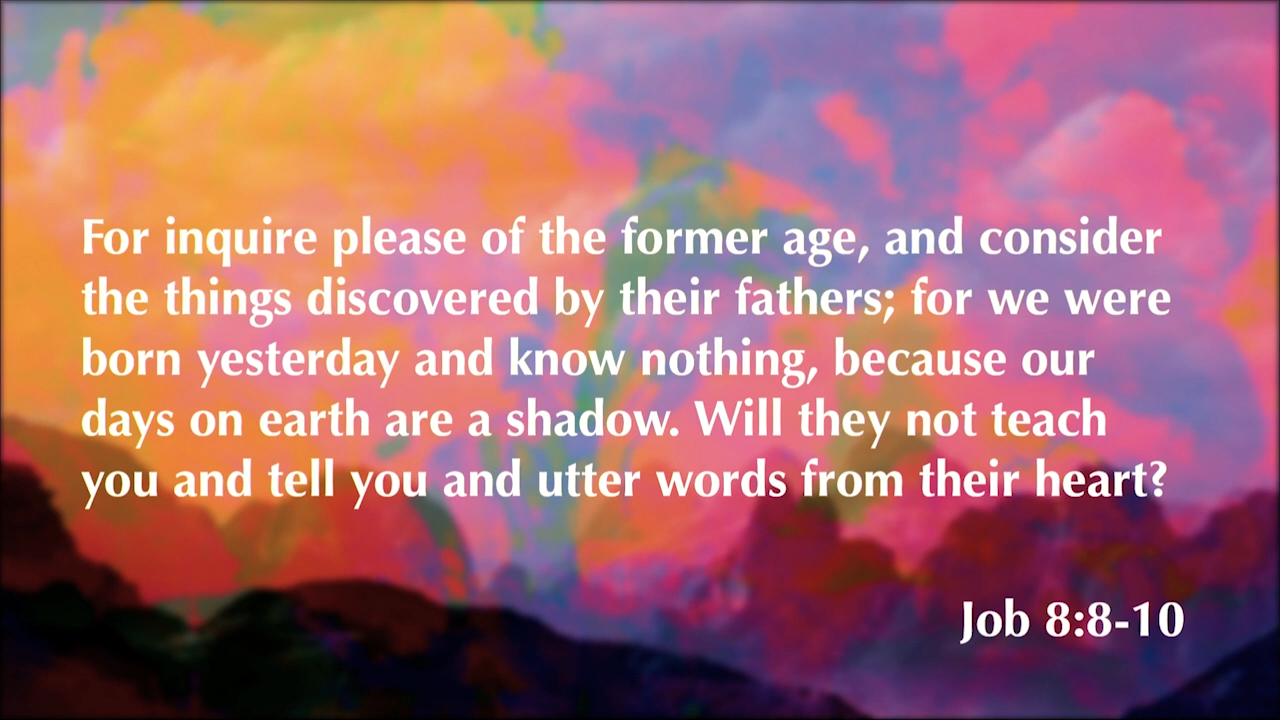 For inquire please of the former age, and consider
the things discovered by their fathers; for we were
born yesterday and know nothing, because our
days on earth are a shadow. Will they not teach
you and tell you and utter words from their heart?
Job 8:8-10